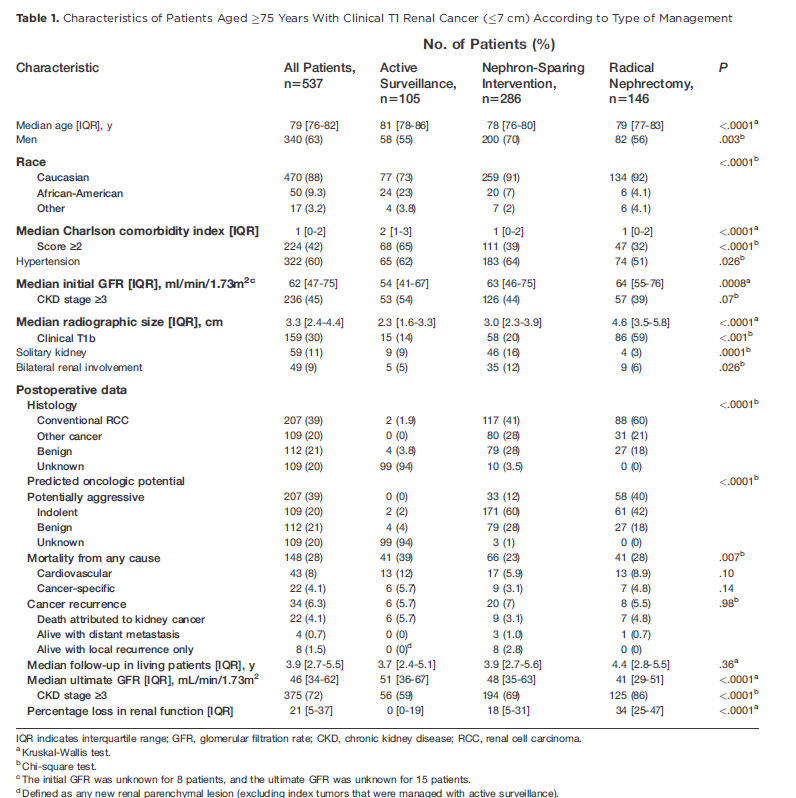 Table 1. Characteristics of Patients Aged ≥75 Years With Clinical T1 Renal Cancer (≤7 cm) According to Type of Management
No. of Patients (%)
Characteristic All Patients, n=537 Active Surveillance, n=105 Nephron-Sparing Intervention, n=286 Radical Nephrectomy, n=146 P
Median age [IQR], y 79 [76-82] 81 [78-86] 78 [76-80] 79 [77-83] <.0001a
Men 340 (63) 58 (55) 200 (70) 82 (56) .003b
Race <.0001b
Caucasian 470 (88) 77 (73) 259 (91) 134 (92)
African-American 50 (9.3) 24 (23) 20 (7) 6 (4.1)
Other 17 (3.2) 4 (3.8) 7 (2) 6 (4.1)
Median Charlson comorbidity index [IQR] 1 [0-2] 2 [1-3] 1 [0-2] 1 [0-2] <.0001a
Score ≥2 224 (42) 68 (65) 111 (39) 47 (32) <.0001b
Hypertension 322 (60) 65 (62) 183 (64) 74 (51) .026b
Median initial GFR [IQR], ml/min/1.73m2c 62 [47-75] 54 [41-67] 63 [46-75] 64 [55-76] .0008a
CKD stage ≥3 236 (45) 53 (54) 126 (44) 57 (39) .07b
Median radiographic size [IQR], cm 3.3 [2.4-4.4] 2.3 [1.6-3.3] 3.0 [2.3-3.9] 4.6 [3.5-5.8] <.0001a
Clinical T1b 159 (30) 15 (14) 58 (20) 86 (59) <.001b
Solitary kidney 59 (11) 9 (9) 46 (16) 4 (3) .0001b
Bilateral renal involvement 49 (9) 5 (5) 35 (12) 9 (6) .026b
Postoperative data
Histology <.0001b
Conventional RCC 207 (39) 2 (1.9) 117 (41) 88 (60)
Other cancer 109 (20) 0 (0) 80 (28) 31 (21)
Benign 112 (21) 4 (3.8) 79 (28) 27 (18)
Unknown 109 (20) 99 (94) 10 (3.5) 0 (0)
Predicted oncologic potential <.0001b
Potentially aggressive 207 (39) 0 (0) 33 (12) 58 (40)
Indolent 109 (20) 2 (2) 171 (60) 61 (42)
Benign 112 (21) 4 (4) 79 (28) 27 (18)
Unknown 109 (20) 99 (94) 3 (1) 0 (0)
Mortality from any cause 148 (28) 41 (39) 66 (23) 41 (28) .007b
Cardiovascular 43 (8) 13 (12) 17 (5.9) 13 (8.9) .10
Cancer-specific 22 (4.1) 6 (5.7) 9 (3.1) 7 (4.8) .14
Cancer recurrence 34 (6.3) 6 (5.7) 20 (7) 8 (5.5) .98b
Death attributed to kidney cancer 22 (4.1) 6 (5.7) 9 (3.1) 7 (4.8)
Alive with distant metastasis 4 (0.7) 0 (0) 3 (1.0) 1 (0.7)
Alive with local recurrence only 8 (1.5) 0 (0)d 8 (2.8) 0 (0)
Median follow-up in living patients [IQR], y 3.9 [2.7-5.5] 3.7 [2.4-5.1] 3.9 [2.7-5.6] 4.4 [2.8-5.5] .36a
Median ultimate GFR [IQR], mL/min/1.73m2 46 [34-62] 51 [36-67] 48 [35-63] 41 [29-51] <.0001a
CKD stage ≥3 375 (72) 56 (59) 194 (69) 125 (86) <.0001b
Percentage loss in renal function [IQR] 21 [5-37] 0 [0-19] 18 [5-31] 34 [25-47] <.0001a
IQR indicates interquartile range; GFR, glomerular filtration rate; CKD, chronic kidney disease; RCC, renal cell carcinoma.
a Kruskal-Wallis test.
b Chi-square test.
c The initial GFR was unknown for 8 patients, and the ultimate GFR was unknown for 15 patients.
d Defined as any new renal parenchymal lesion (excluding index tumors that were managed with active surveillance).